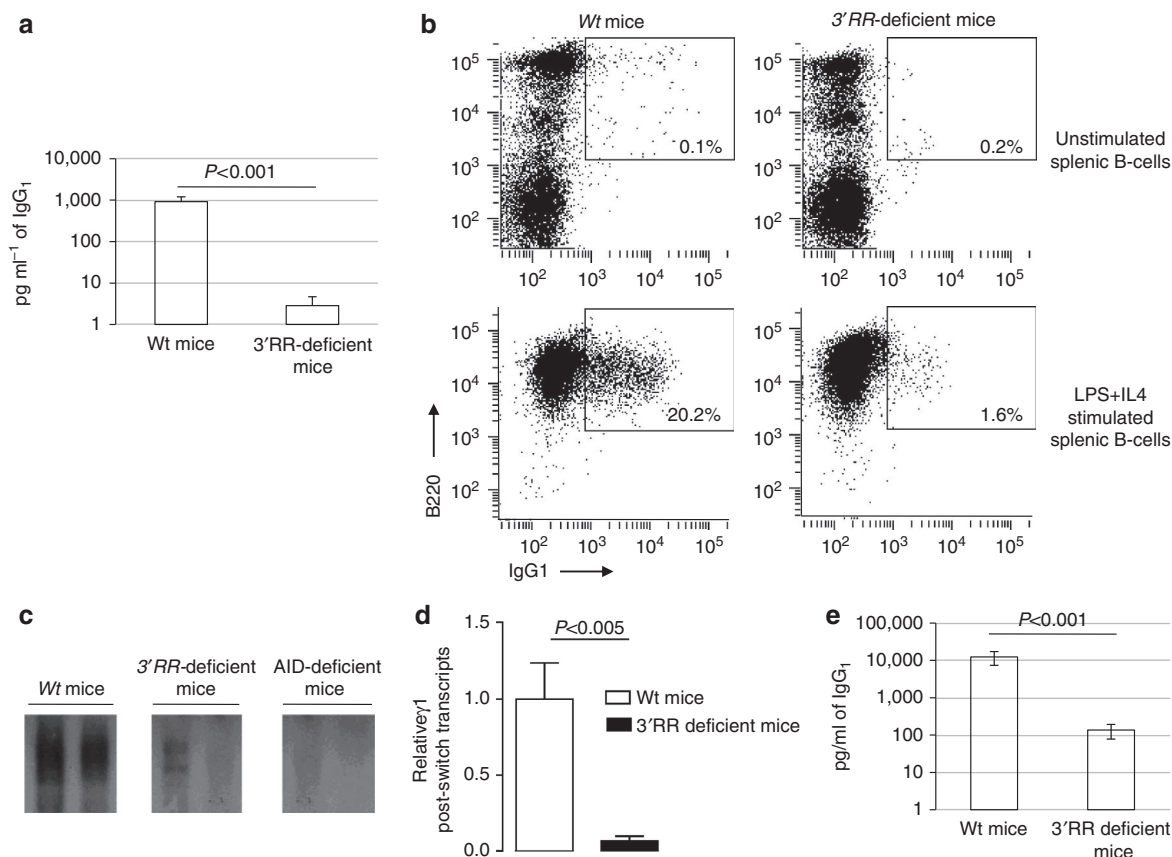 a
10,000
1,000
100
10
1
pg ml⁻¹ of IgG₁
P<0.001
Wt mice
3′RR-deficient
mice
b
Wt mice
3′RR-deficient mice
10⁵
10⁴
10³
10²
0.1%
10² 10³ 10⁴ 10⁵
10⁵
10⁴
10³
10²
0.2%
10² 10³ 10⁴ 10⁵
Unstimulated
splenic B-cells
10⁵
10⁴
10³
10²
20.2%
10² 10³ 10⁴ 10⁵
B220
IgG1
10⁵
10⁴
10³
10²
1.6%
10² 10³ 10⁴ 10⁵
LPS+IL4
stimulated
splenic B-cells
c
Wt mice
3′RR-deficient
mice
AID-deficient
mice
d
1.5
1.0
0.5
0.0
Relativeγ1
post-switch transcripts
P<0.005
Wt mice
3′RR deficient mice
e
100,000
10,000
1,000
100
10
1
pg/ml of IgG₁
P<0.001
Wt mice
3′RR deficient
mice